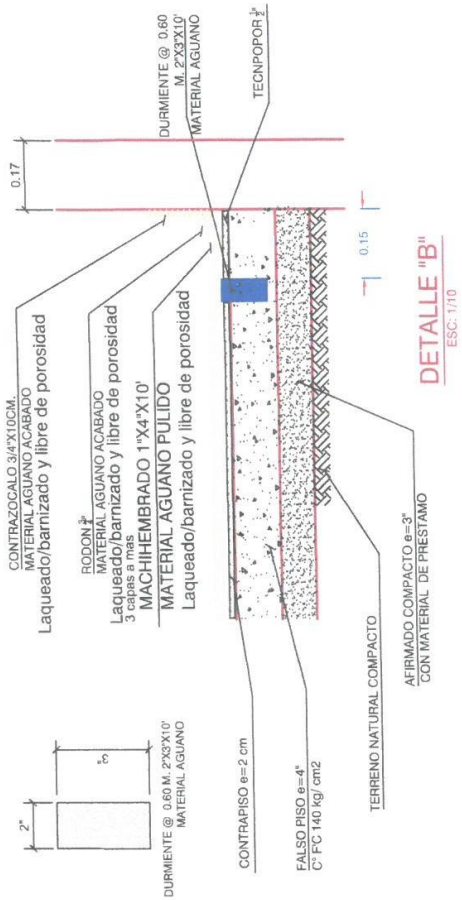 2"
3"
DURMIENTE @ 0.60 M. 2"X3"X10'
MATERIAL AGUANO
CONTRAZOCALO 3/4"X10CM.
MATERIAL AGUANO ACABADO
Laqueado/barnizado y libre de porosidad
RODON 3/4"
MATERIAL AGUANO ACABADO
Laqueado/barnizado y libre de porosidad
3 capas a mas
MACHIHEMBRADO 1"X4"X10'
MATERIAL AGUANO PULIDO
Laqueado/barnizado y libre de porosidad
0.17
DURMIENTE @ 0.60
M. 2"X3"X10'
MATERIAL AGUANO
TECNPOPOR 1/2"
CONTRAPISO e=2 cm
FALSO PISO e=4"
C° F'C 140 kg/ cm2
TERRENO NATURAL COMPACTO
AFIRMADO COMPACTO e=3"
CON MATERIAL DE PRESTAMO
0.15
DETALLE "B"
ESC: 1/10